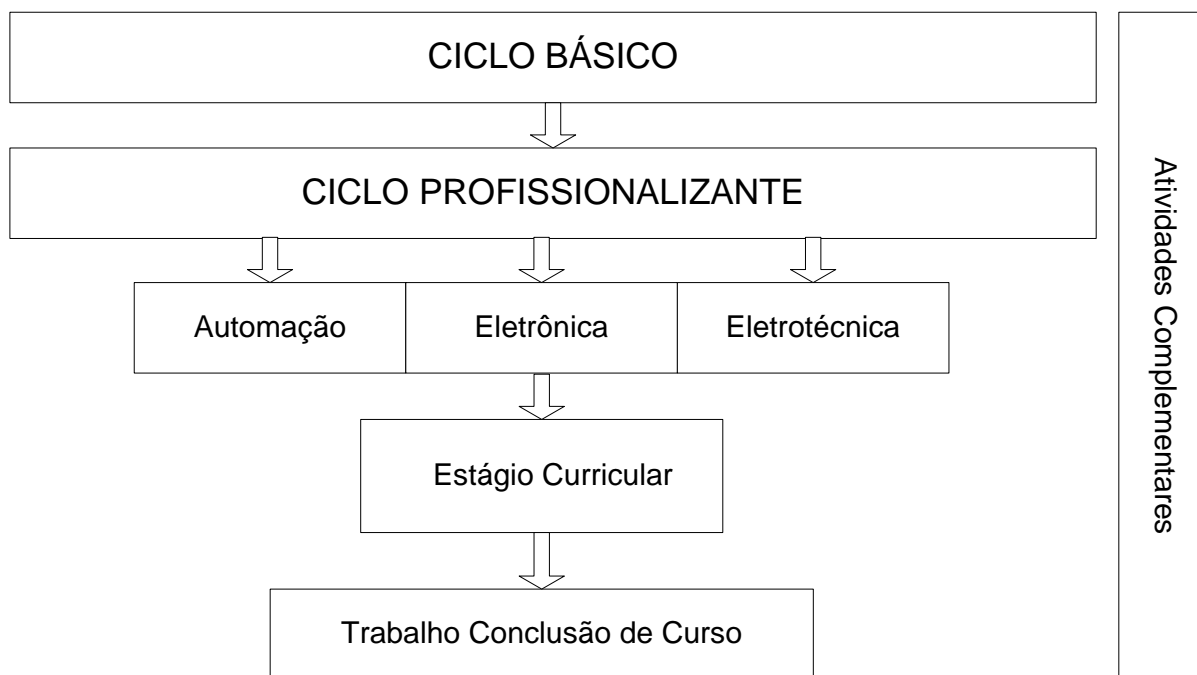 CICLO BÁSICO
CICLO PROFISSIONALIZANTE
Automação
Eletrônica
Eletrotécnica
Estágio Curricular
Trabalho Conclusão de Curso
Atividades Complementares